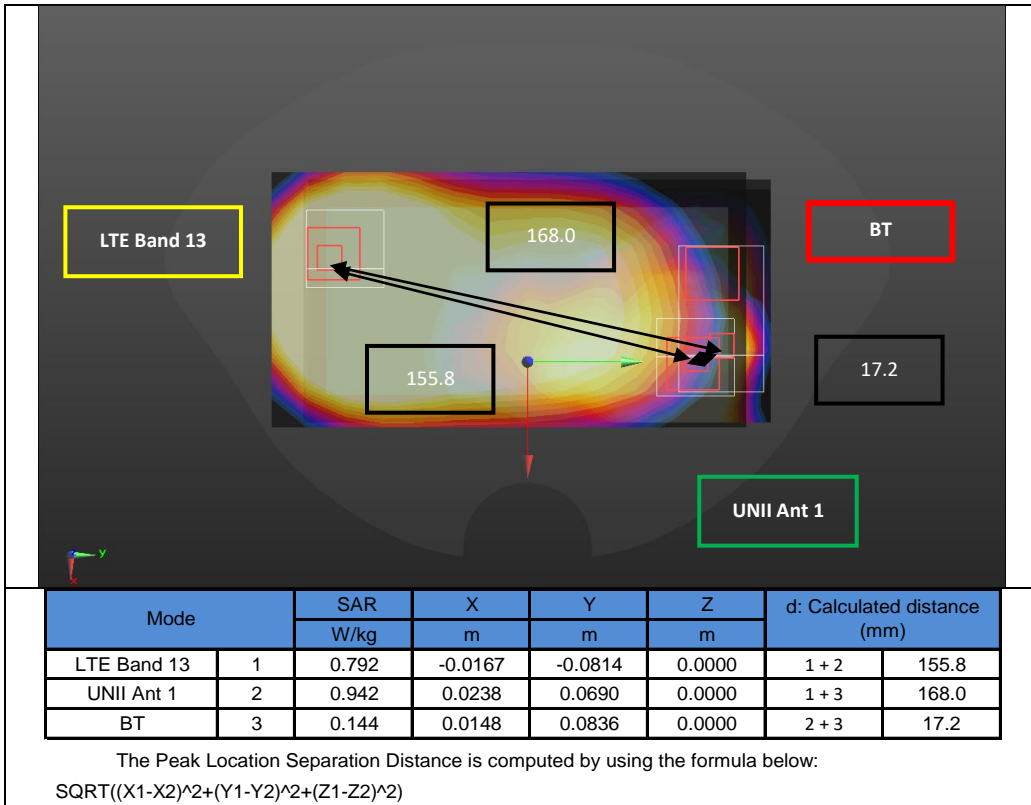 LTE Band 13
168.0
BT
155.8
17.2
UNII Ant 1
y
x
Mode SAR X Y Z d: Calculated distance (mm)
W/kg m m m
LTE Band 13 1 0.792 -0.0167 -0.0814 0.0000 1 + 2 155.8
UNII Ant 1 2 0.942 0.0238 0.0690 0.0000 1 + 3 168.0
BT 3 0.144 0.0148 0.0836 0.0000 2 + 3 17.2
The Peak Location Separation Distance is computed by using the formula below:
SQRT((X1-X2)^2+(Y1-Y2)^2+(Z1-Z2)^2)